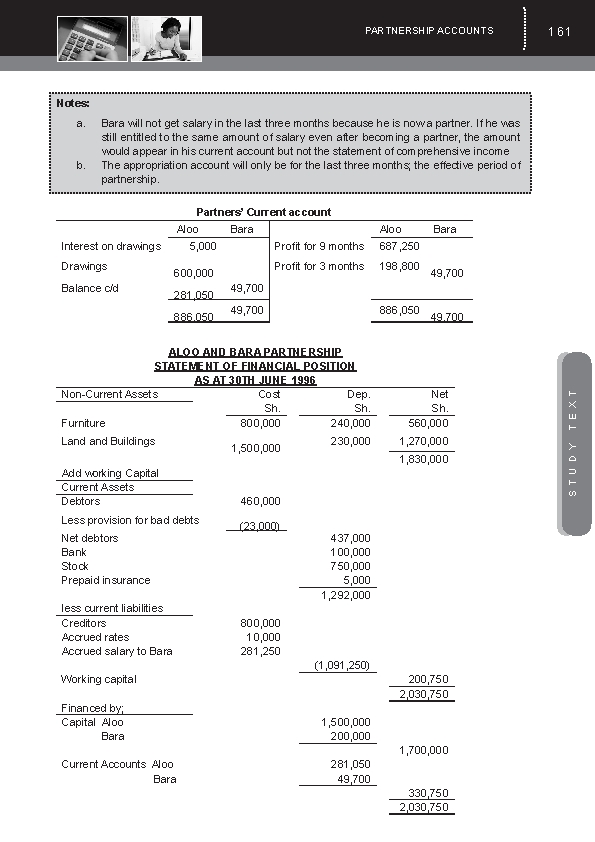 PARTNERSHIP ACCOUNTS 161
Notes:
a. Bara will not get salary in the last three months because he is now a partner. If he was
still entitled to the same amount of salary even after becoming a partner, the amount
would appear in his current account but not the statement of comprehensive income
b. The appropriation account will only be for the last three months; the effective period of
partnership.
Partners' Current account
Aloo Bara Aloo Bara
Interest on drawings 5,000 Profit for 9 months 687,250
Drawings 600,000 Profit for 3 months 198,800 49,700
Balance c/d 281,050 49,700
886,050 49,700 886,050 49,700
ALOO AND BARA PARTNERSHIP
STATEMENT OF FINANCIAL POSITION
AS AT 30TH JUNE 1996
Non-Current Assets Cost Dep. Net
Sh. Sh. Sh.
Furniture 800,000 240,000 560,000
Land and Buildings 1,500,000 230,000 1,270,000
1,830,000
Add working Capital
Current Assets
Debtors 460,000
Less provision for bad debts (23,000)
Net debtors 437,000
Bank 100,000
Stock 750,000
Prepaid insurance 5,000
1,292,000
less current liabilities
Creditors 800,000
Accrued rates 10,000
Accrued salary to Bara 281,250
(1,091,250)
Working capital 200,750
2,030,750
Financed by;
Capital Aloo 1,500,000
Bara 200,000
1,700,000
Current Accounts Aloo 281,050
Bara 49,700
330,750
2,030,750
STUDY TEXT